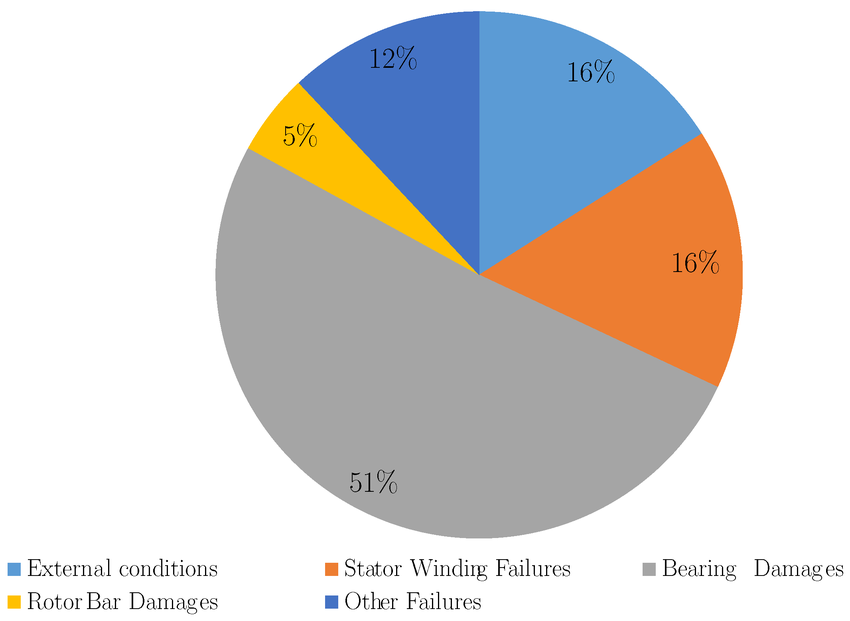 12%
16%
5%
16%
51%
External conditions
Stator Winding Failures
Bearing Damages
Rotor Bar Damages
Other Failures